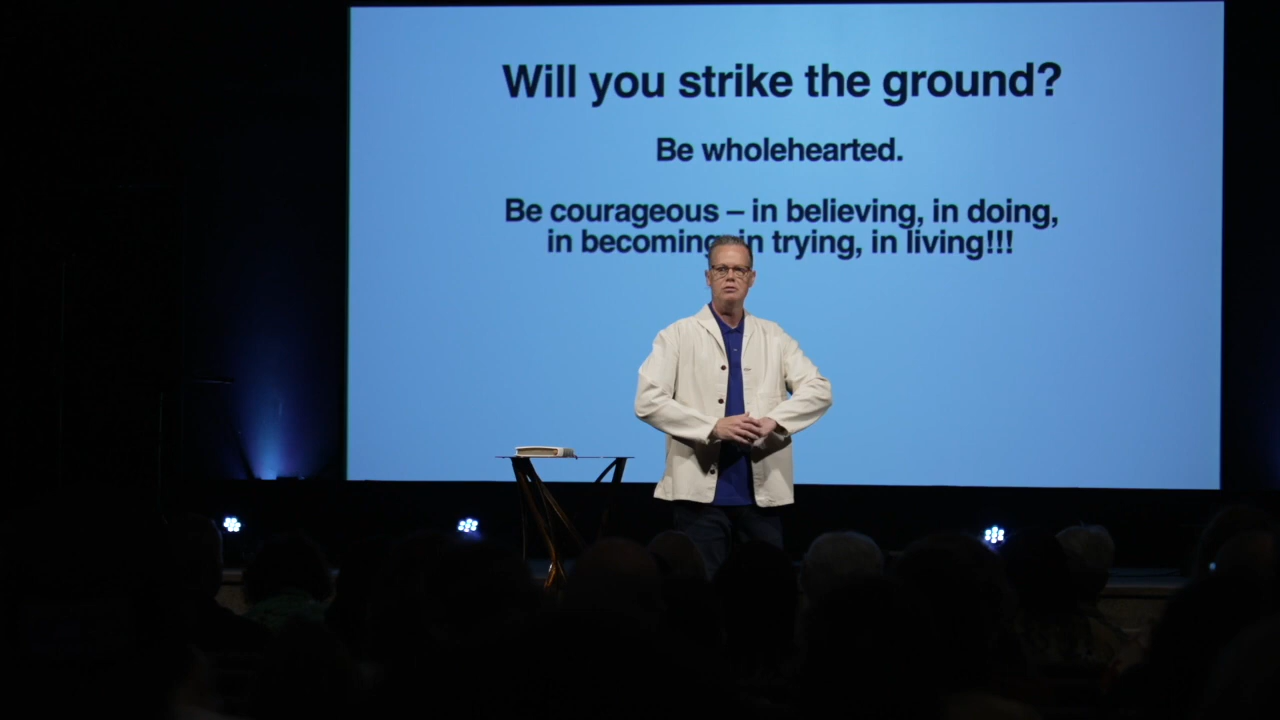 Will you strike the ground?
Be wholehearted.
Be courageous – in believing, in doing,
in becoming, in trying, in living!!!